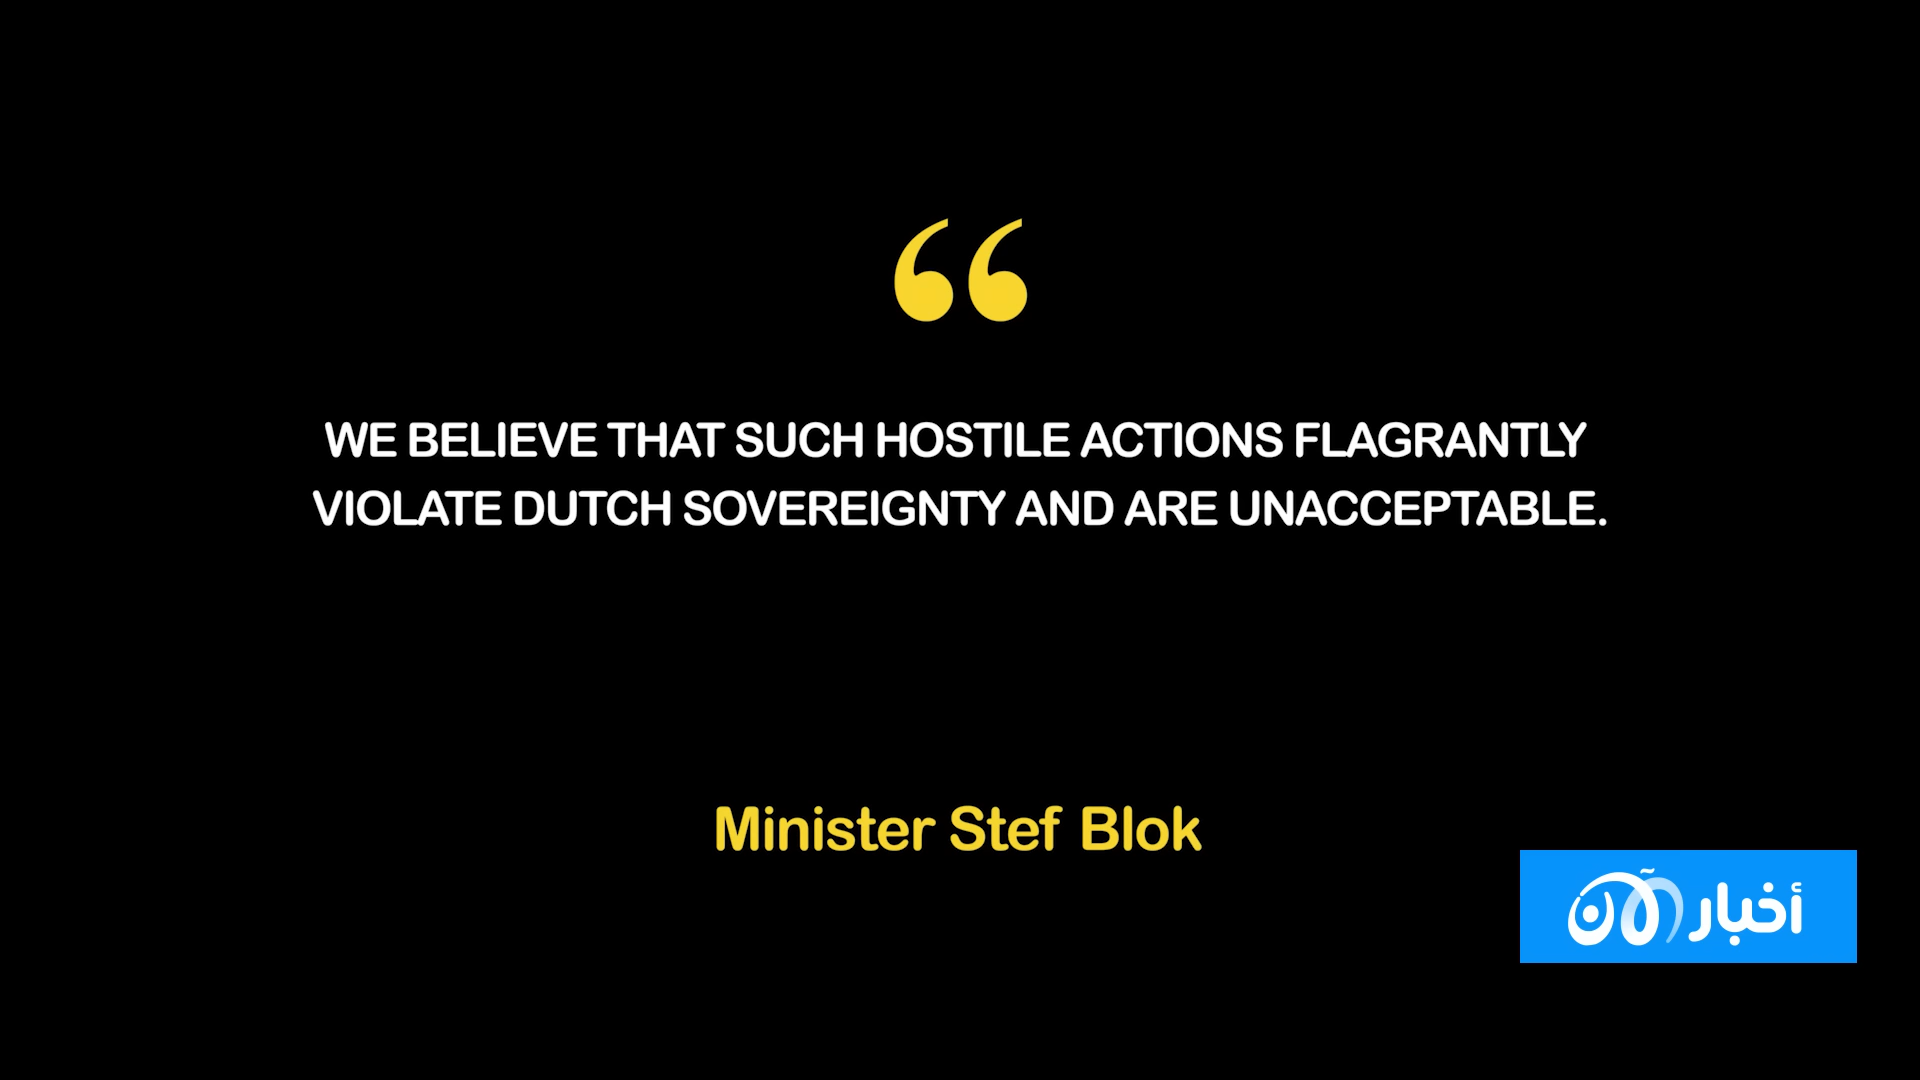 “
WE BELIEVE THAT SUCH HOSTILE ACTIONS FLAGRANTLY
VIOLATE DUTCH SOVEREIGNTY AND ARE UNACCEPTABLE.
Minister Stef Blok
أخبار الآن